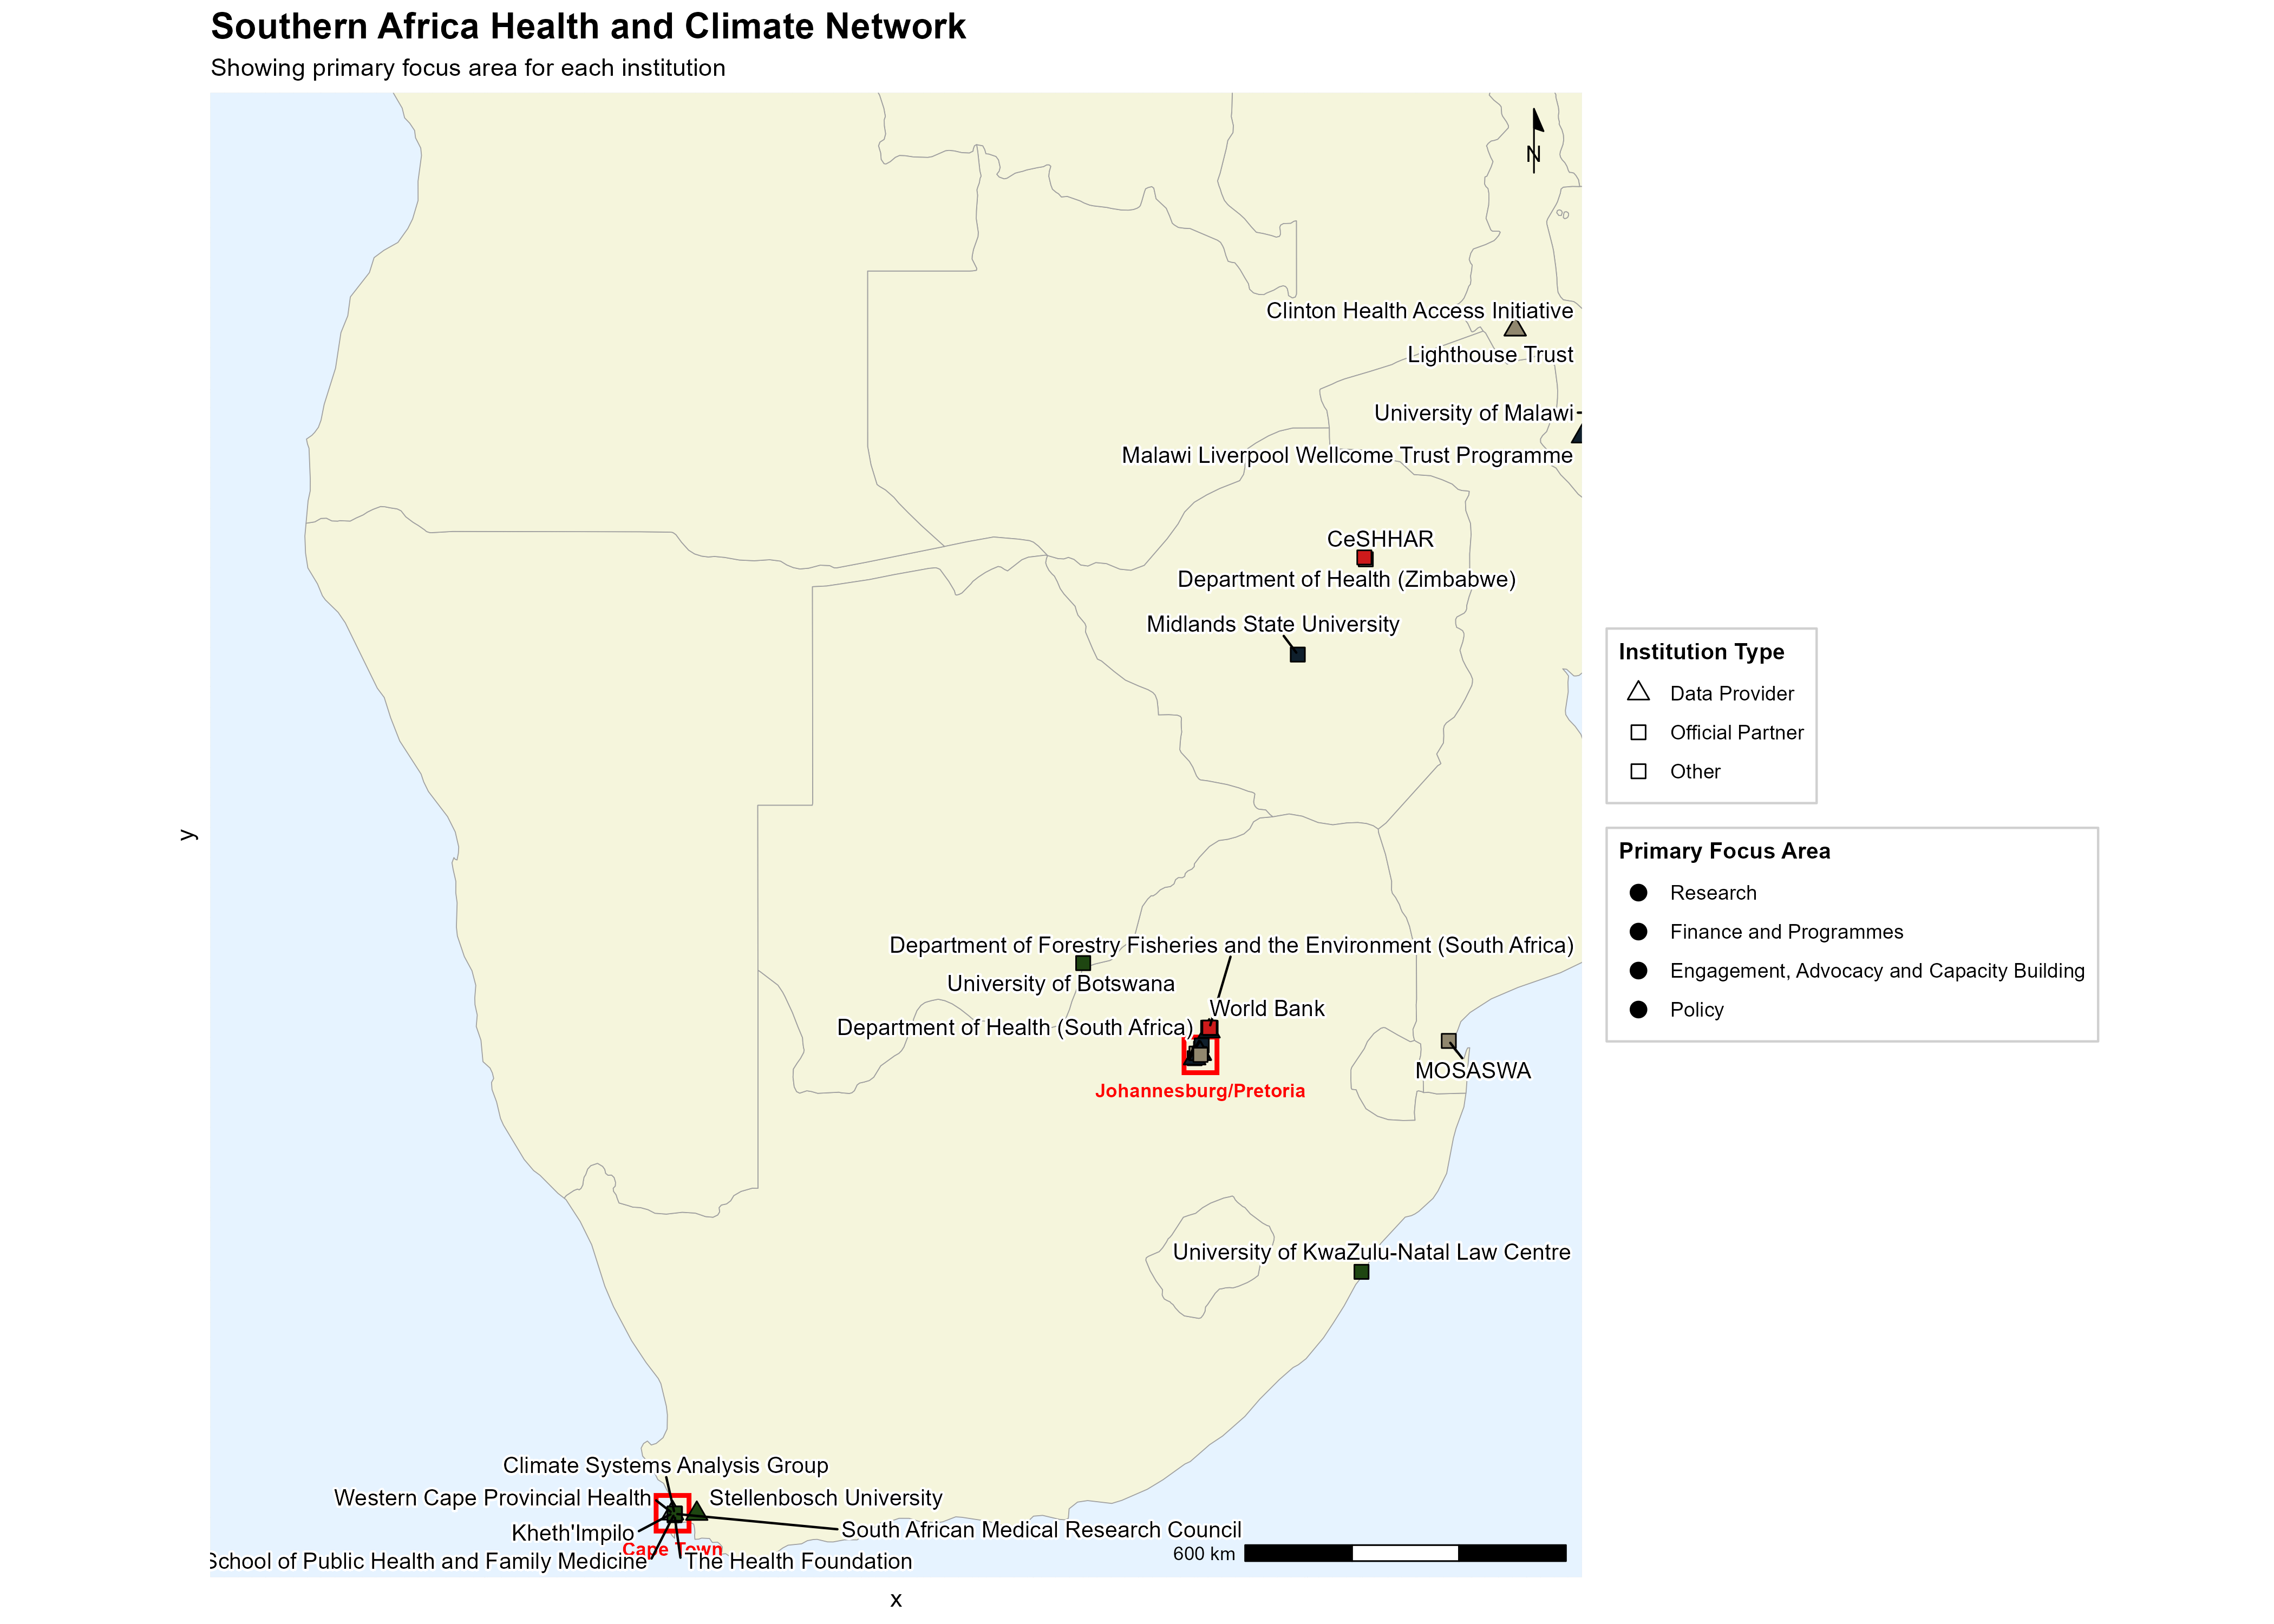 Southern Africa Health and Climate Network
Showing primary focus area for each institution
N
Clinton Health Access Initiative
Lighthouse Trust
University of Malawi
Malawi Liverpool Wellcome Trust Programme
CeSHHAR
Department of Health (Zimbabwe)
Midlands State University
Department of Forestry Fisheries and the Environment (South Africa)
University of Botswana
World Bank
Department of Health (South Africa)
MOSASWA
Johannesburg/Pretoria
University of KwaZulu-Natal Law Centre
Climate Systems Analysis Group
Western Cape Provincial Health
Stellenbosch University
South African Medical Research Council
Kheth'Impilo
Cape Town
School of Public Health and Family Medicine
The Health Foundation
600 km
x
y
Institution Type
Data Provider
Official Partner
Other
Primary Focus Area
Research
Finance and Programmes
Engagement, Advocacy and Capacity Building
Policy